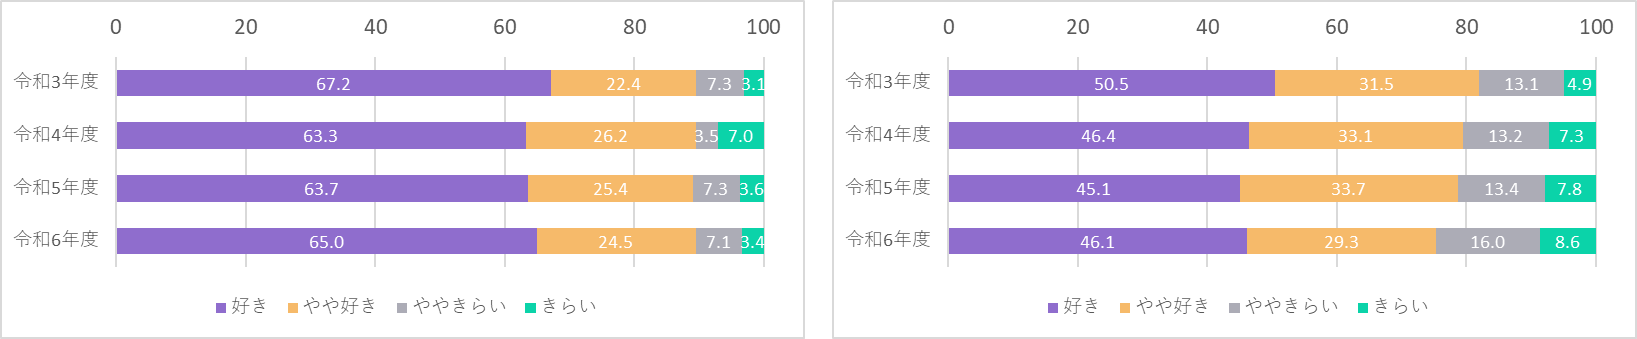 0 20 40 60 80 100
令和3年度 67.2 22.4 7.3 3.1
令和4年度 63.3 26.2 3.5 7.0
令和5年度 63.7 25.4 7.3 3.6
令和6年度 65.0 24.5 7.1 3.4
好き やや好き ややきらい きらい
0 20 40 60 80 100
令和3年度 50.5 31.5 13.1 4.9
令和4年度 46.4 33.1 13.2 7.3
令和5年度 45.1 33.7 13.4 7.8
令和6年度 46.1 29.3 16.0 8.6
好き やや好き ややきらい きらい